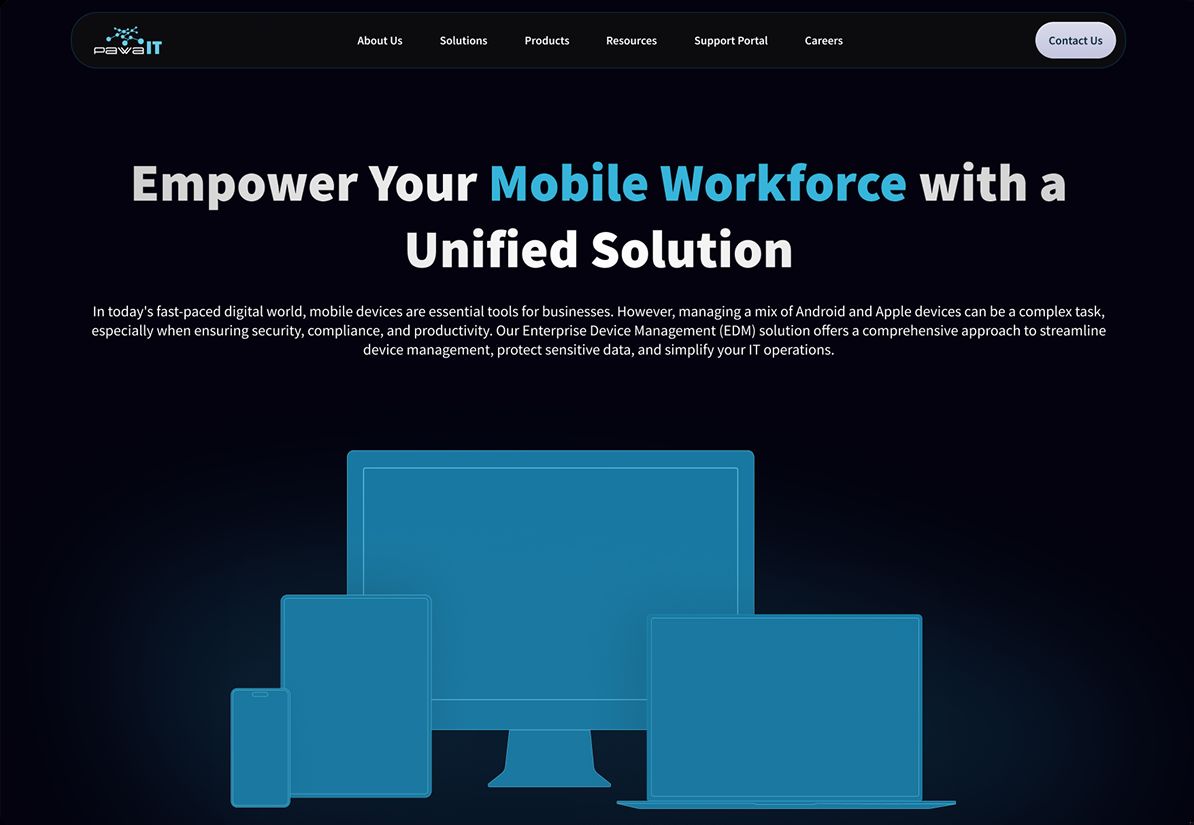 pawaIT
About Us
Solutions
Products
Resources
Support Portal
Careers
Contact Us
Empower Your Mobile Workforce with a
Unified Solution
In today's fast-paced digital world, mobile devices are essential tools for businesses. However, managing a mix of Android and Apple devices can be a complex task,
especially when ensuring security, compliance, and productivity. Our Enterprise Device Management (EDM) solution offers a comprehensive approach to streamline
device management, protect sensitive data, and simplify your IT operations.